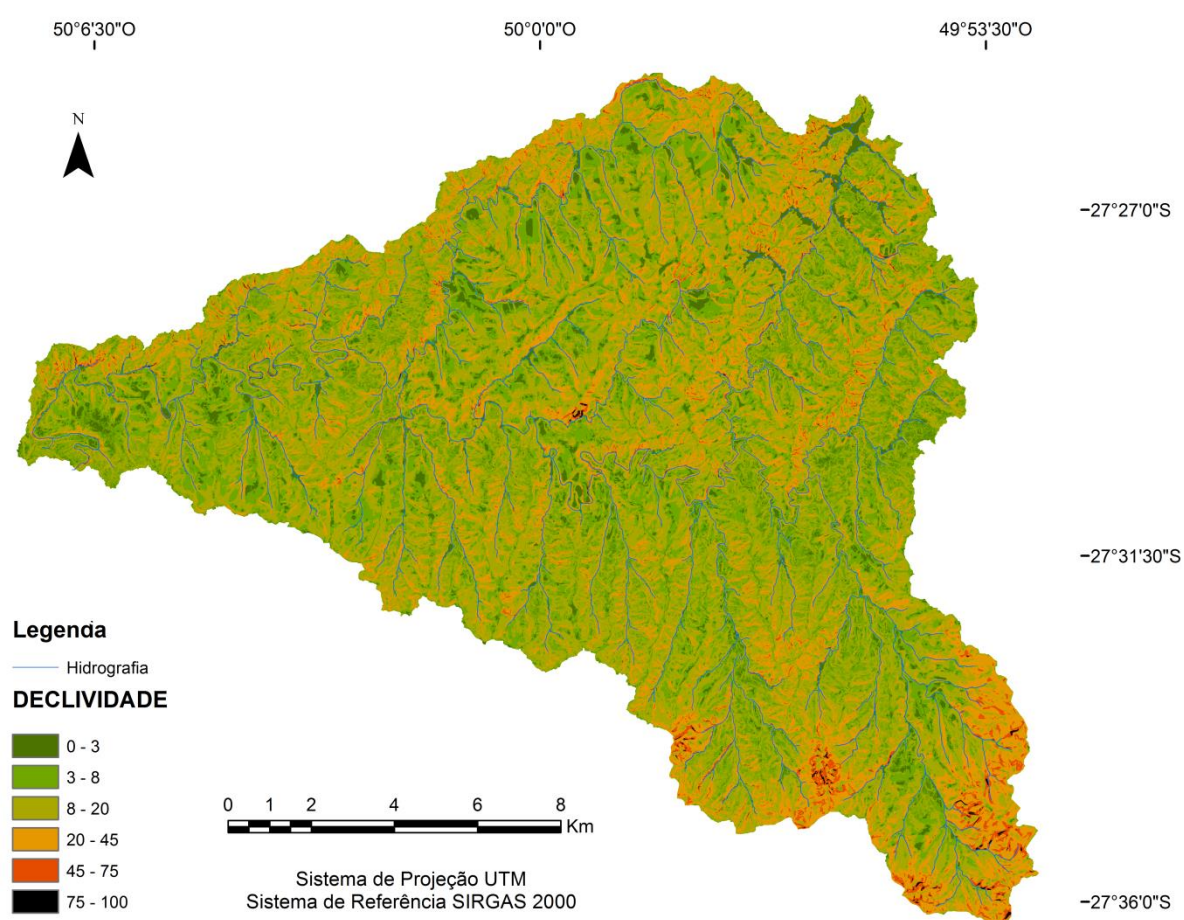 50°6'30"O 50°0'0"O 49°53'30"O
N
−27°27'0"S
−27°31'30"S
Legenda
Hidrografia
DECLIVIDADE
0 - 3
3 - 8
8 - 20
20 - 45
45 - 75
75 - 100
0 1 2 4 6 8
Km
Sistema de Projeção UTM
Sistema de Referência SIRGAS 2000
−27°36'0"S